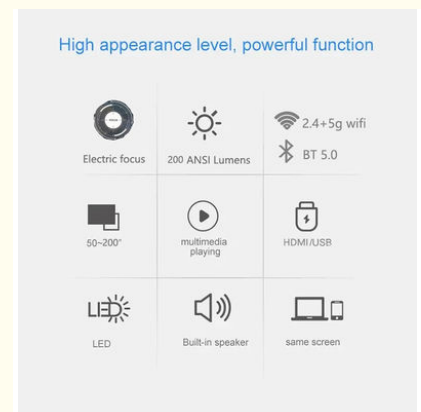 High appearance level, powerful function
2.4+5g wifi
BT 5.0
Electric focus
200 ANSI Lumens
50~200"
multimedia
playing
HDMI/USB
LED
LED
Built-in speaker
same screen